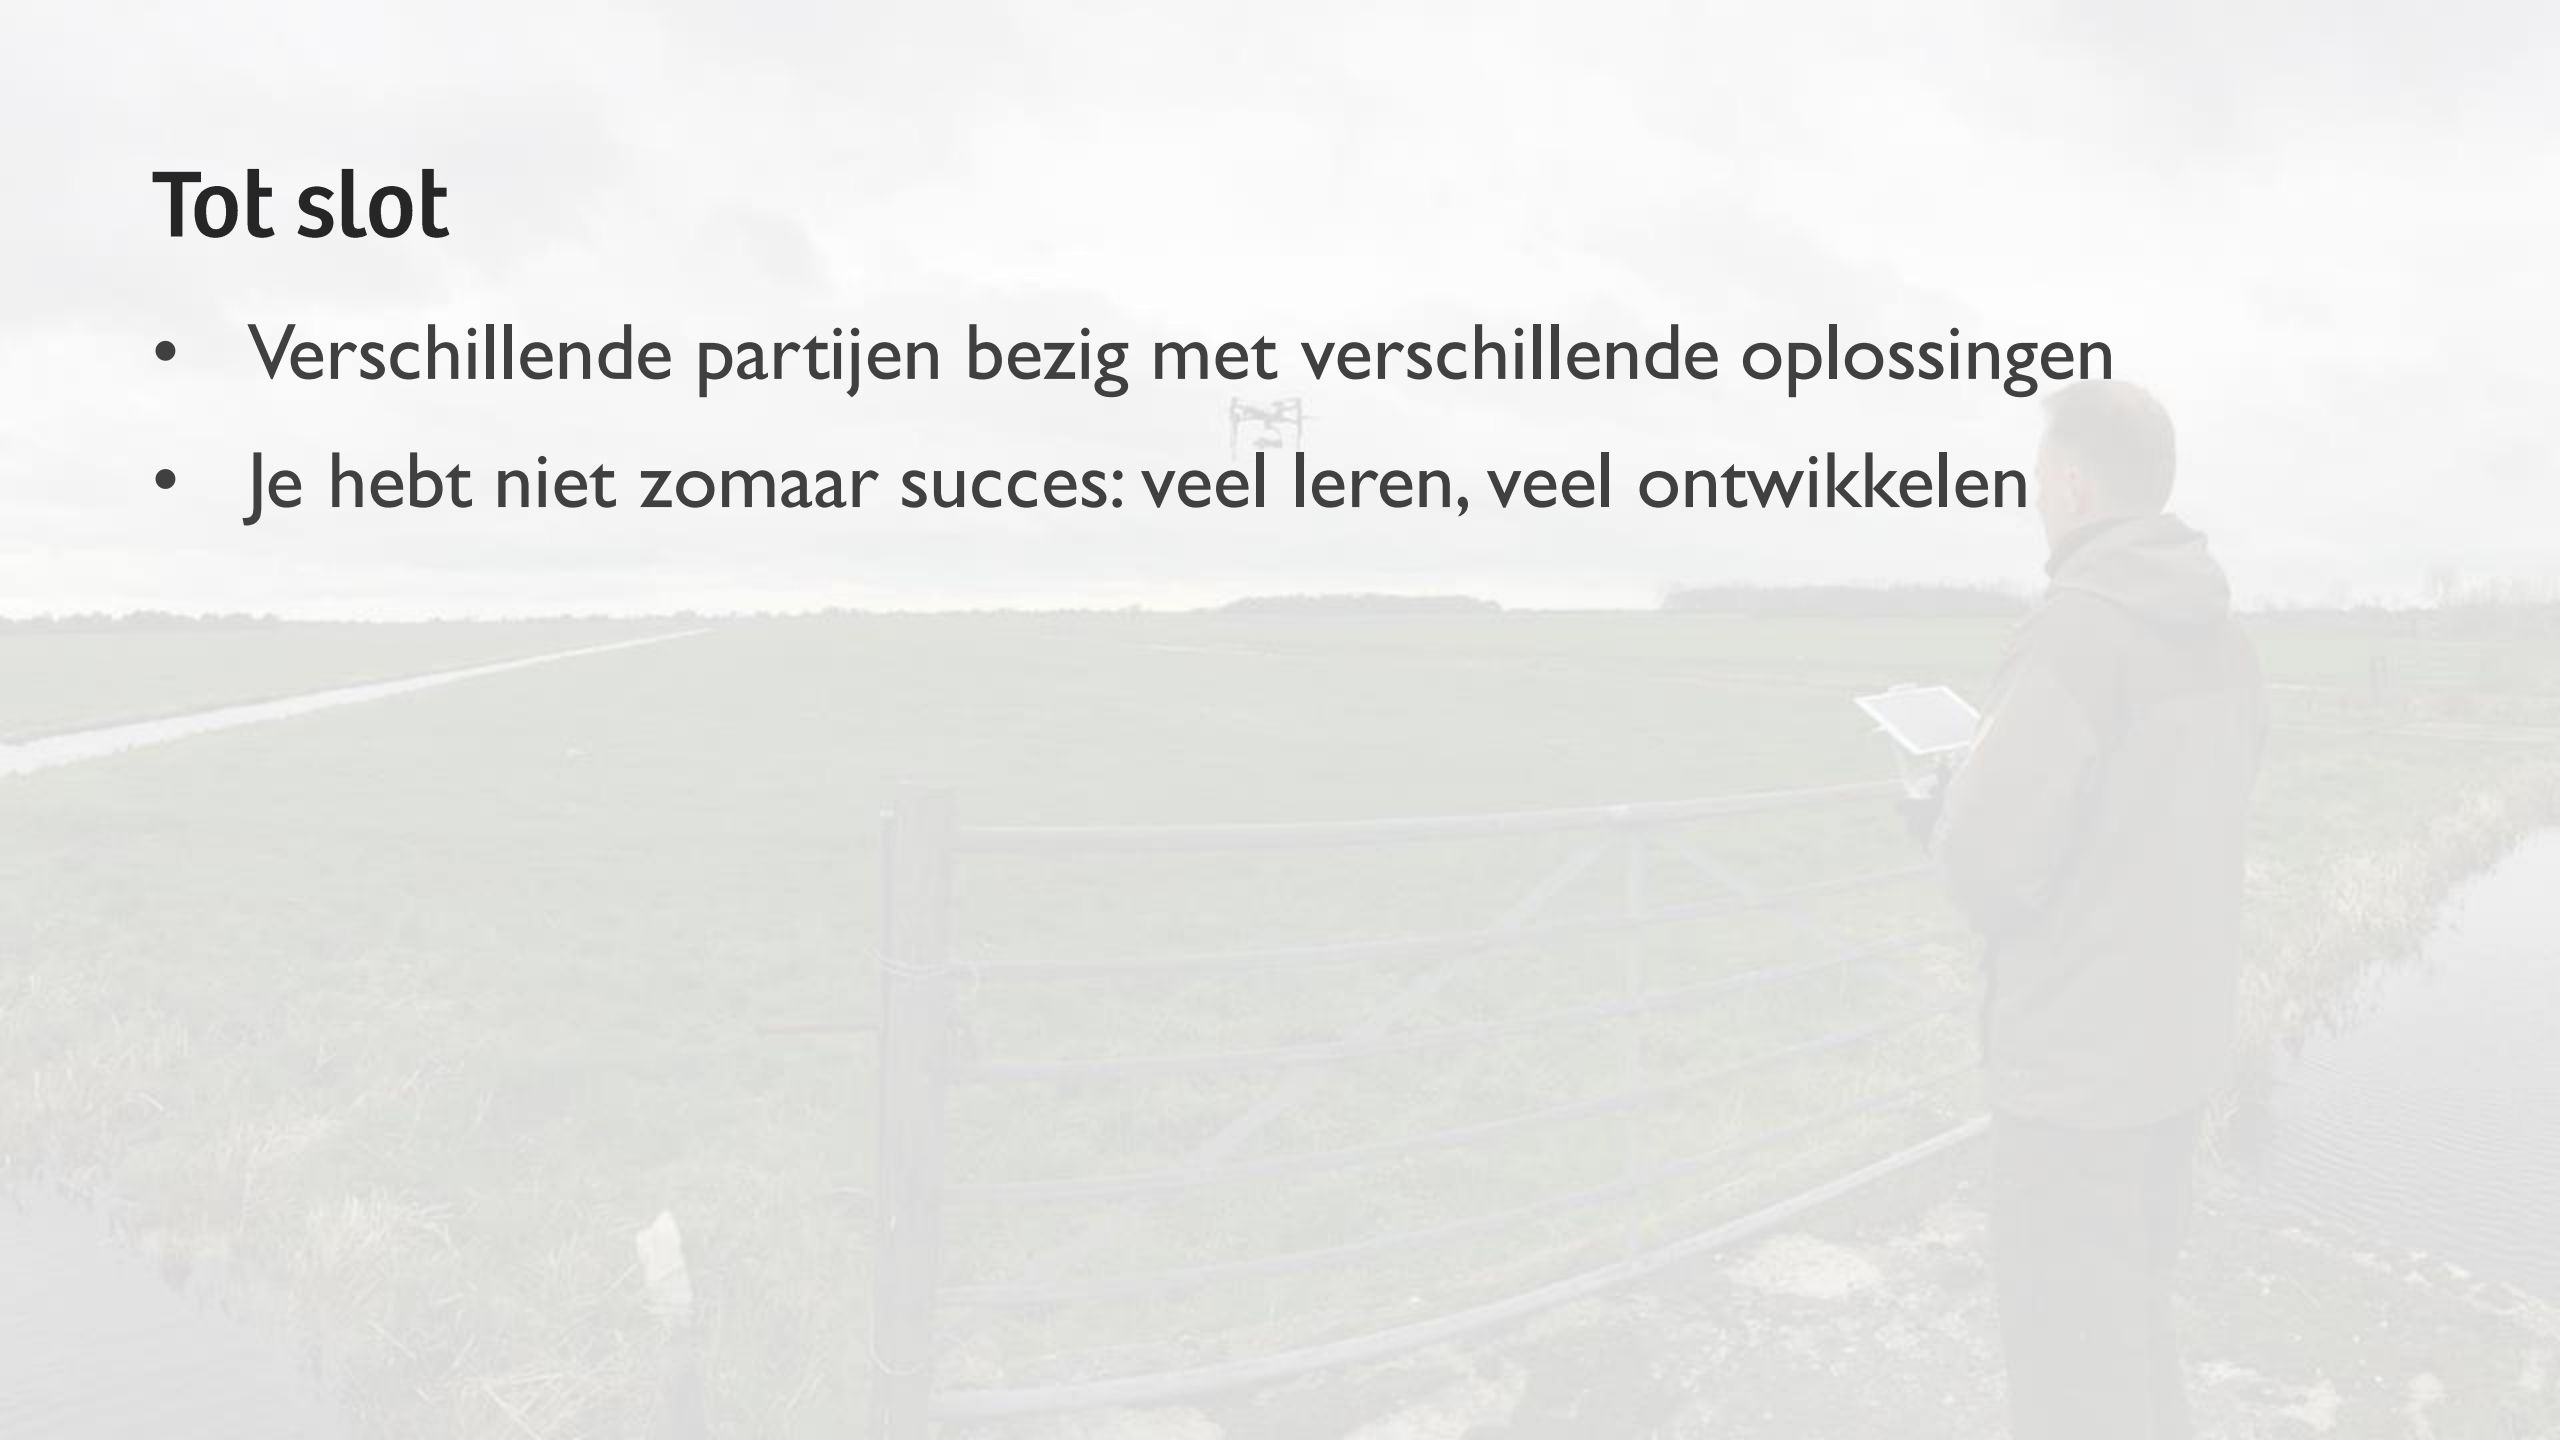 Tot slot
• Verschillende partijen bezig met verschillende oplossingen
• Je hebt niet zomaar succes: veel leren, veel ontwikkelen